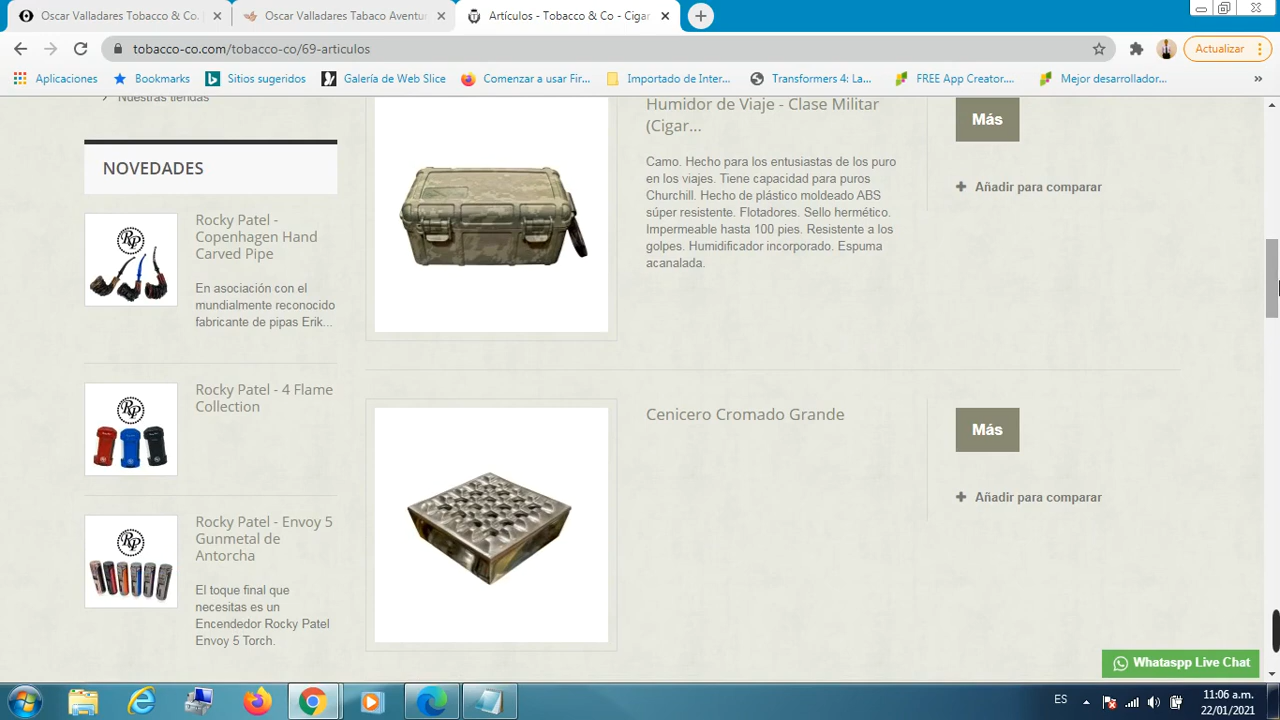 Oscar Valladares Tobacco & Co.
Oscar Valladares Tabaco Aventur
Artículos - Tobacco & Co - Cigar
tobacco-co.com/tobacco-co/69-articulos
Actualizar
Aplicaciones
Bookmarks
Sitios sugeridos
Galería de Web Slice
Comenzar a usar Fir...
Importado de Inter...
Transformers 4: La...
FREE App Creator....
Mejor desarrollador...
»
Nuestras tiendas
NOVEDADES
RP
Rocky Patel -
Copenhagen Hand
Carved Pipe
En asociación con el
mundialmente reconocido
fabricante de pipas Erik...
RP
Rocky Patel - 4 Flame
Collection
RP
Rocky Patel - Envoy 5
Gunmetal de
Antorcha
El toque final que
necesitas es un
Encendedor Rocky Patel
Envoy 5 Torch.
Humidor de Viaje - Clase Militar
(Cigar...
Camo. Hecho para los entusiastas de los puro
en los viajes. Tiene capacidad para puros
Churchill. Hecho de plástico moldeado ABS
súper resistente. Flotadores. Sello hermético.
Impermeable hasta 100 pies. Resistente a los
golpes. Humidificador incorporado. Espuma
acanalada.
Más
Añadir para comparar
Cenicero Cromado Grande
Más
Añadir para comparar
Whataspp Live Chat
ES
11:06 a.m.
22/01/2021